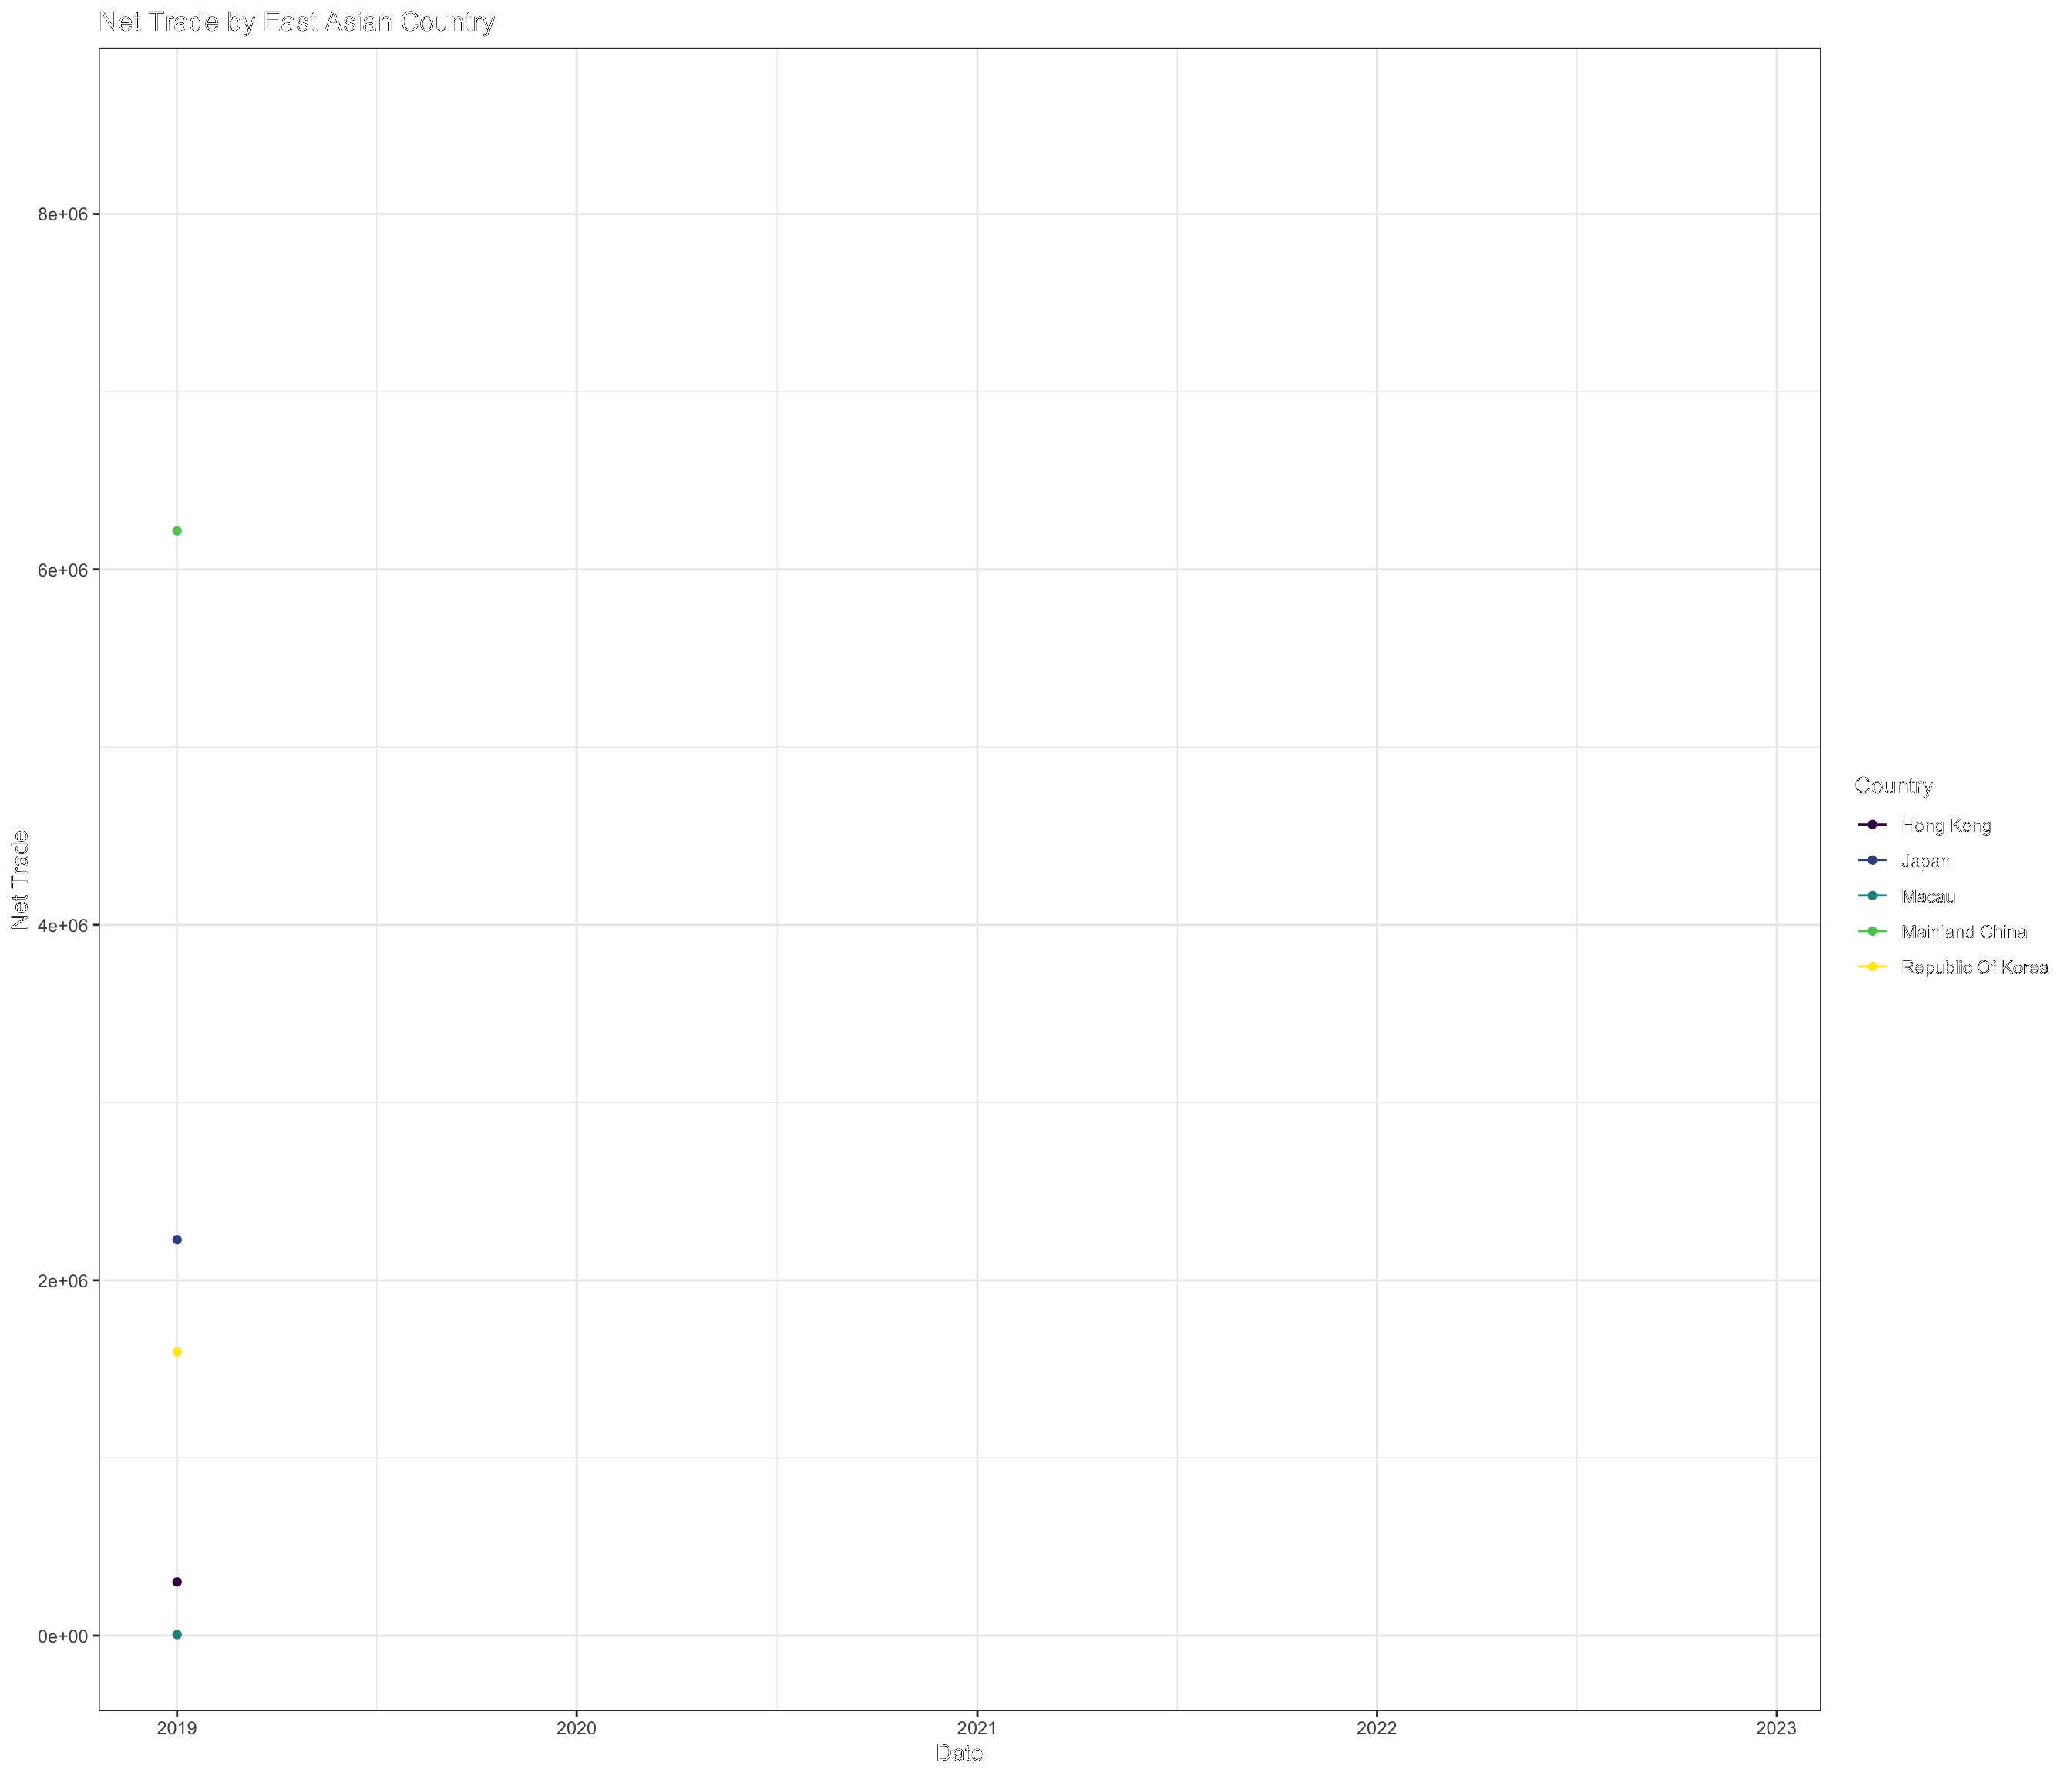 Net Trade by East Asian Country
8e+06
6e+06
4e+06
2e+06
0e+00
Net Trade
2019 2020 2021 2022 2023
Date
Country
Hong Kong
Japan
Macau
Mainland China
Republic Of Korea